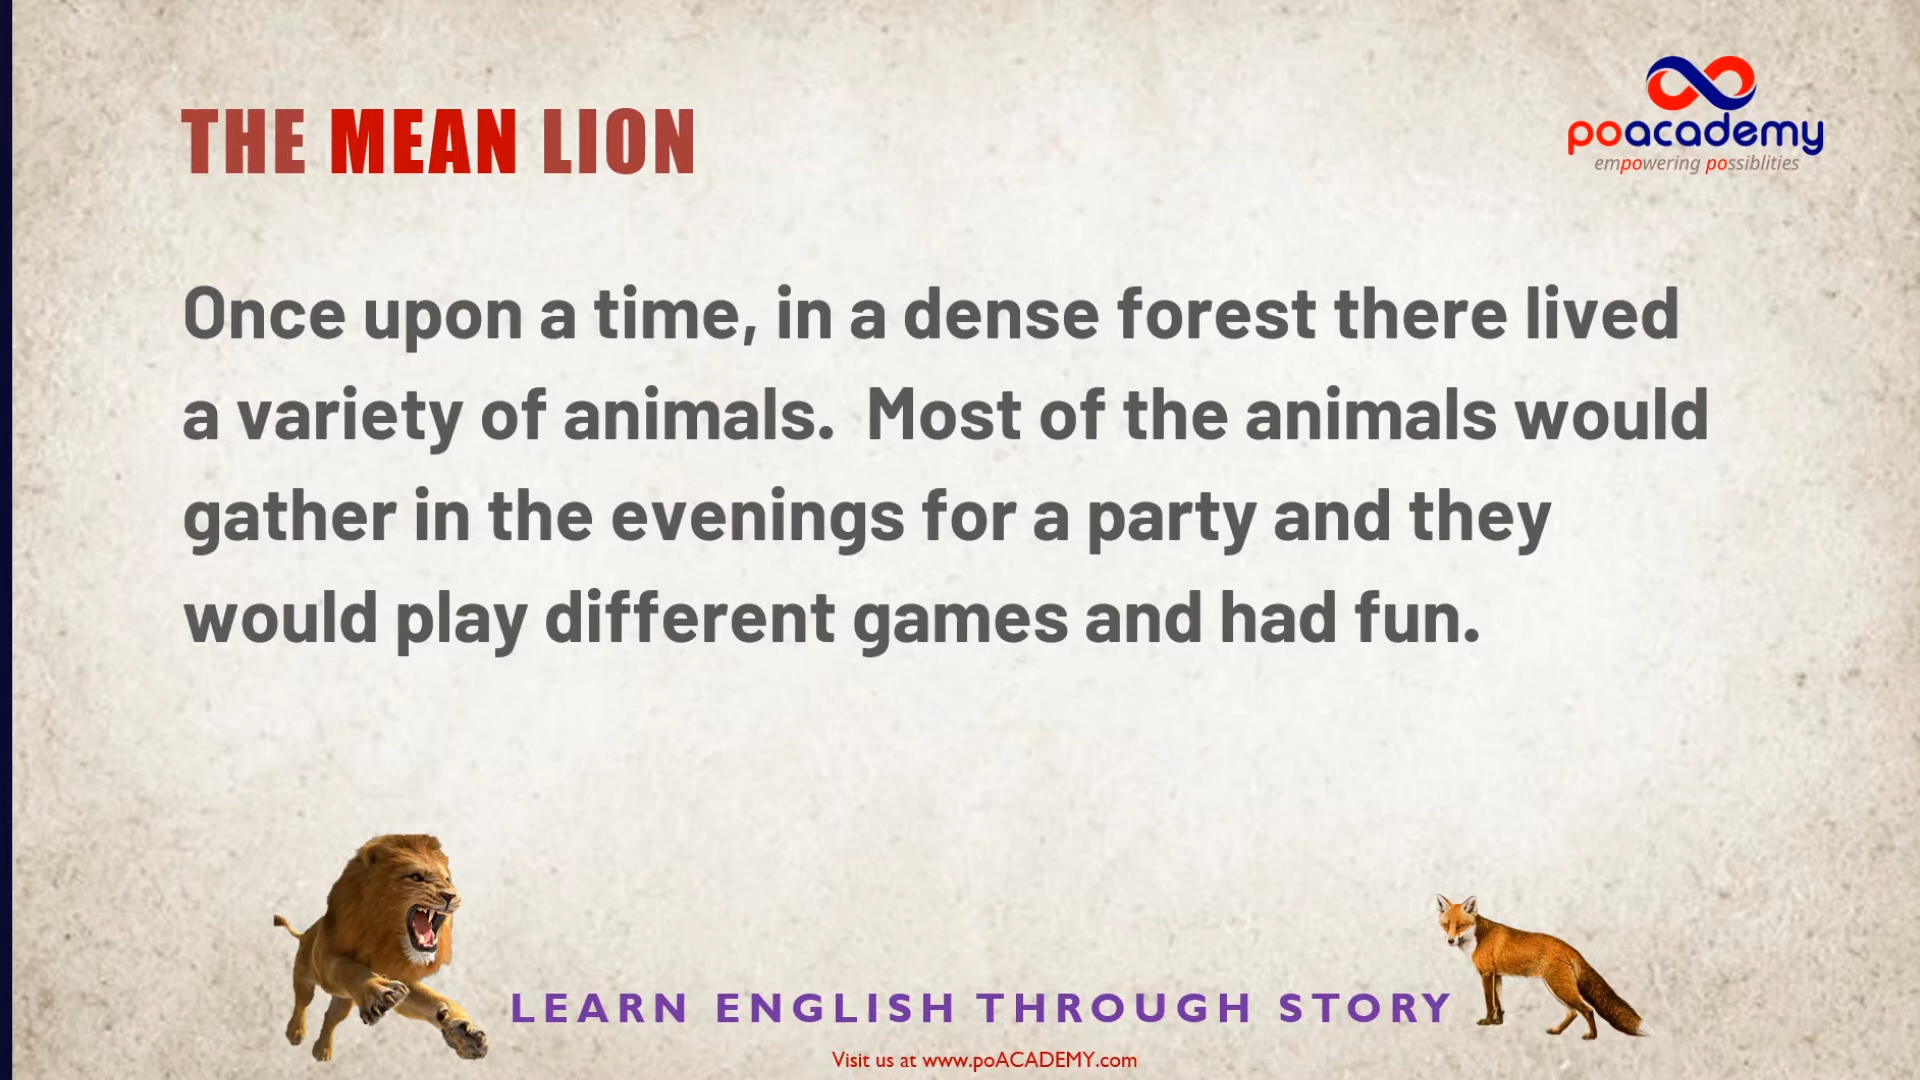 THE MEAN LION
poacademy
empowering possiblities
Once upon a time, in a dense forest there lived
a variety of animals.  Most of the animals would
gather in the evenings for a party and they
would play different games and had fun.
LEARN ENGLISH THROUGH STORY
Visit us at www.poACADEMY.com